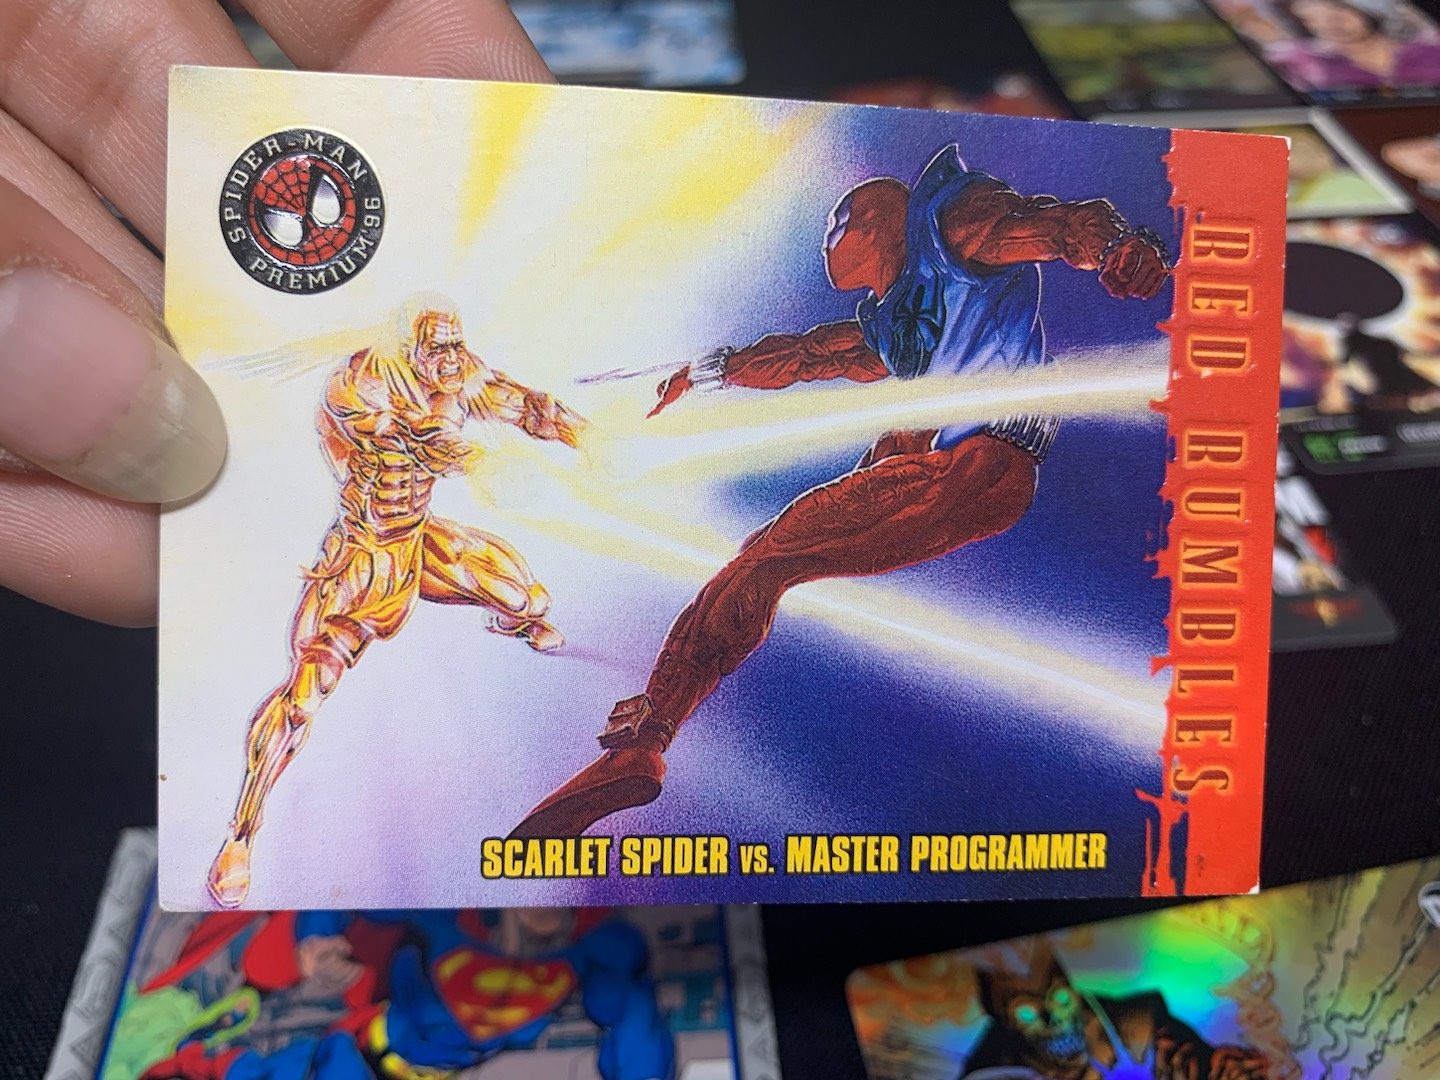 SPIDER-MAN
PREMIUM '96
RED RUMBLES
SCARLET SPIDER vs. MASTER PROGRAMMER